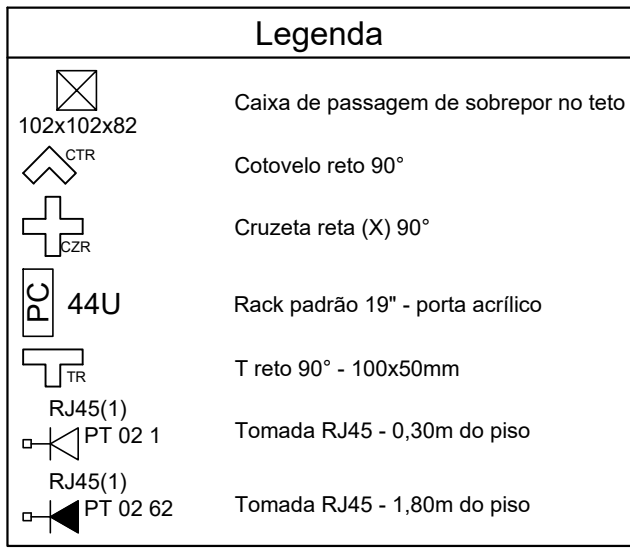 Legenda
102x102x82
Caixa de passagem de sobrepor no teto
CTR
Cotovelo reto 90°
CZR
Cruzeta reta (X) 90°
PC 44U
Rack padrão 19" - porta acrílico
TR
T reto 90° - 100x50mm
RJ45(1)
PT 02 1
Tomada RJ45 - 0,30m do piso
RJ45(1)
PT 02 62
Tomada RJ45 - 1,80m do piso